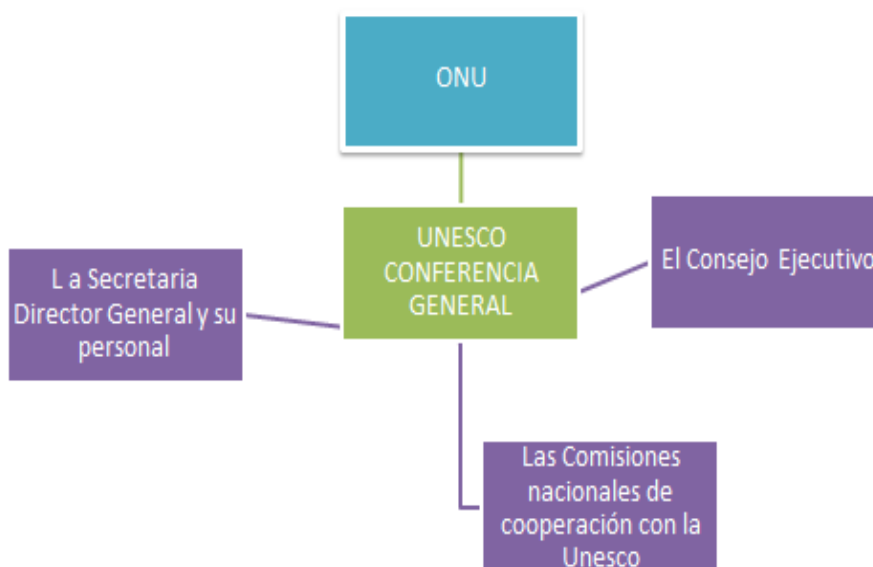 ONU
UNESCO
CONFERENCIA
GENERAL
El Consejo Ejecutivo
L a Secretaria
Director General y su
personal
Las Comisiones
nacionales de
cooperación con la
Unesco